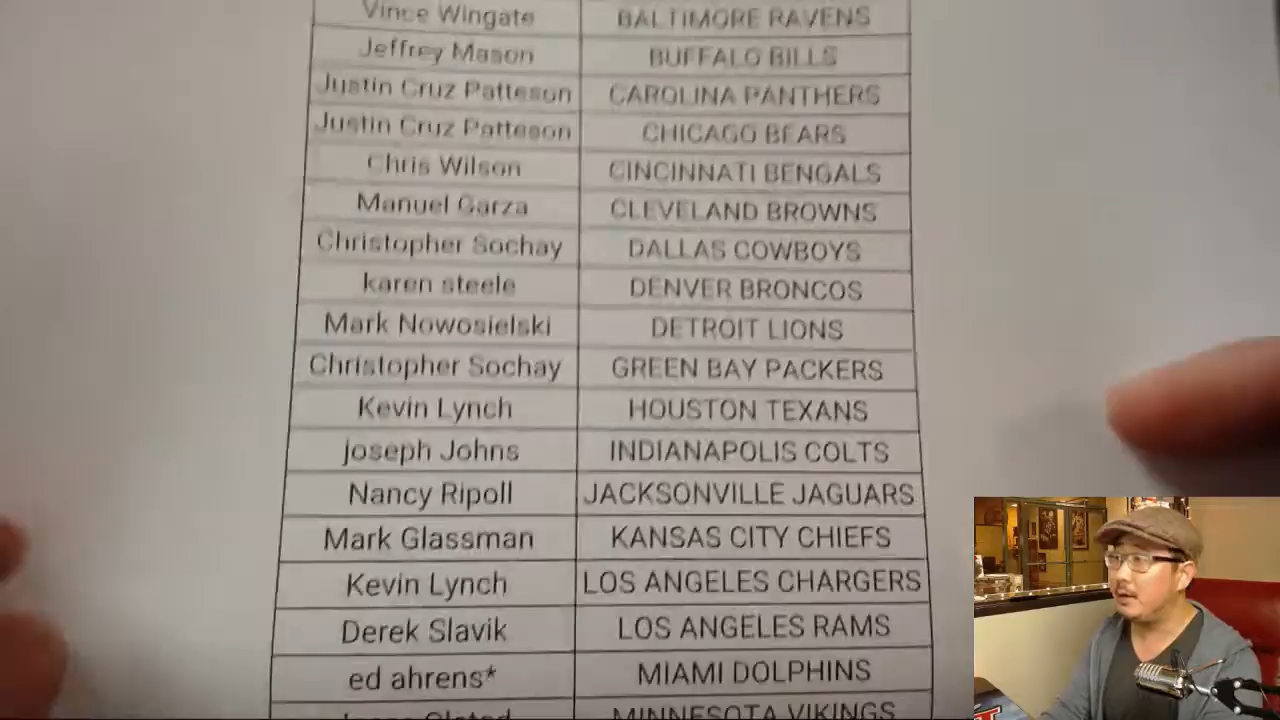 Vince Wingate BALTIMORE RAVENS
Jeffrey Mason BUFFALO BILLS
Justin Cruz Patteson CAROLINA PANTHERS
Justin Cruz Patteson CHICAGO BEARS
Chris Wilson CINCINNATI BENGALS
Manuel Garza CLEVELAND BROWNS
Christopher Sochay DALLAS COWBOYS
karen steele DENVER BRONCOS
Mark Nowosielski DETROIT LIONS
Christopher Sochay GREEN BAY PACKERS
Kevin Lynch HOUSTON TEXANS
joseph Johns INDIANAPOLIS COLTS
Nancy Ripoll JACKSONVILLE JAGUARS
Mark Glassman KANSAS CITY CHIEFS
Kevin Lynch LOS ANGELES CHARGERS
Derek Slavik LOS ANGELES RAMS
ed ahrens* MIAMI DOLPHINS
MINNESOTA VIKINGS